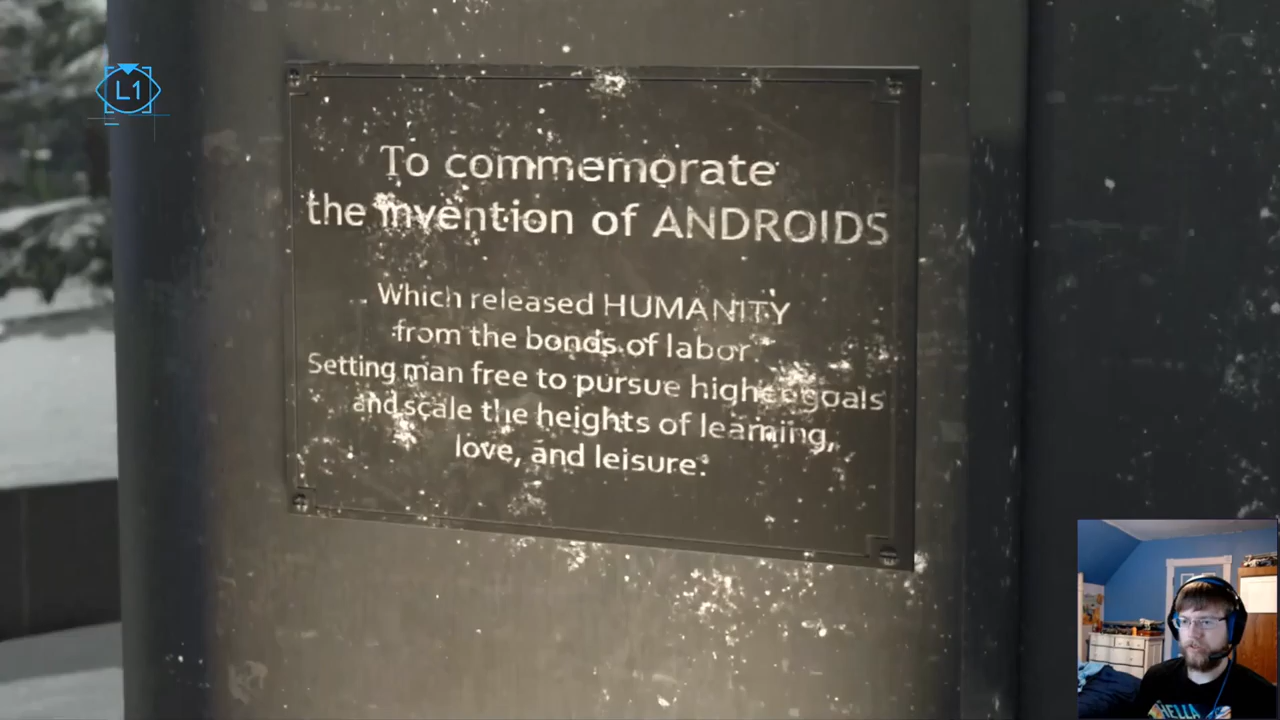 L1
To commemorate
the invention of ANDROIDS
Which released HUMANITY
from the bonds of labor.
Setting man free to pursue higher goals
and scale the heights of learning,
love, and leisure.
HELLA